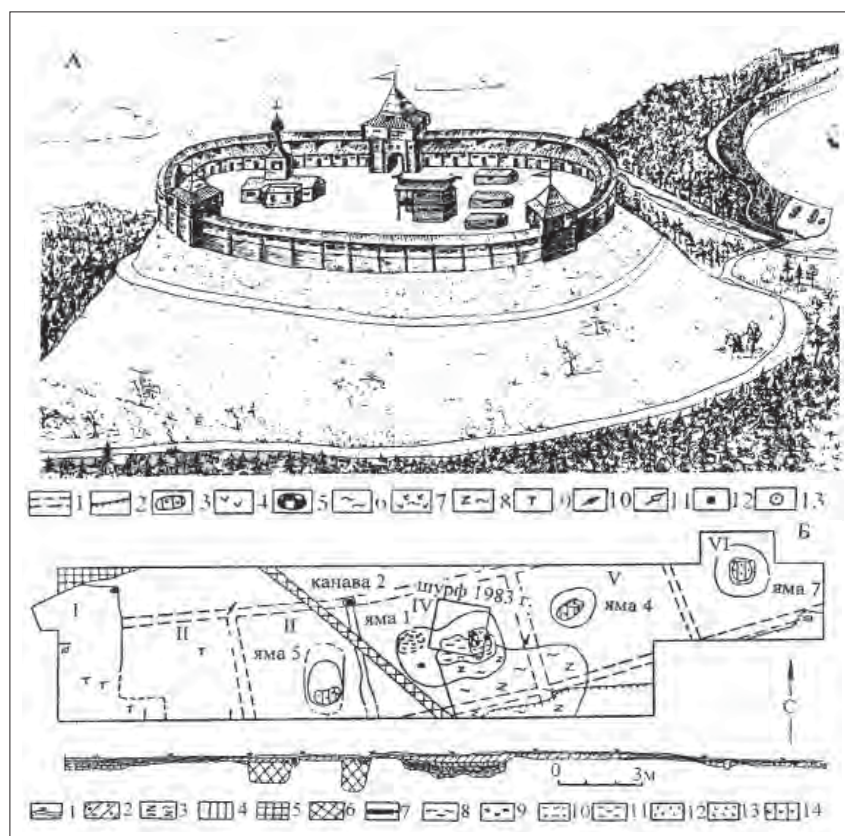 А
1 2 3 4 5 6 7 8 9 10 11 12 13
Б
VI
канава 2
шурф 1983 г.
V
I
IV
яма 7
яма 4
яма 1
II
II
яма 5
С
0 3м
1 2 3 4 5 6 7 8 9 10 11 12 13 14